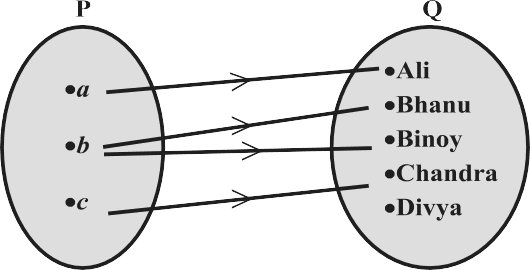 P
Q
•a
•b
•c
•Ali
•Bhanu
•Binoy
•Chandra
•Divya